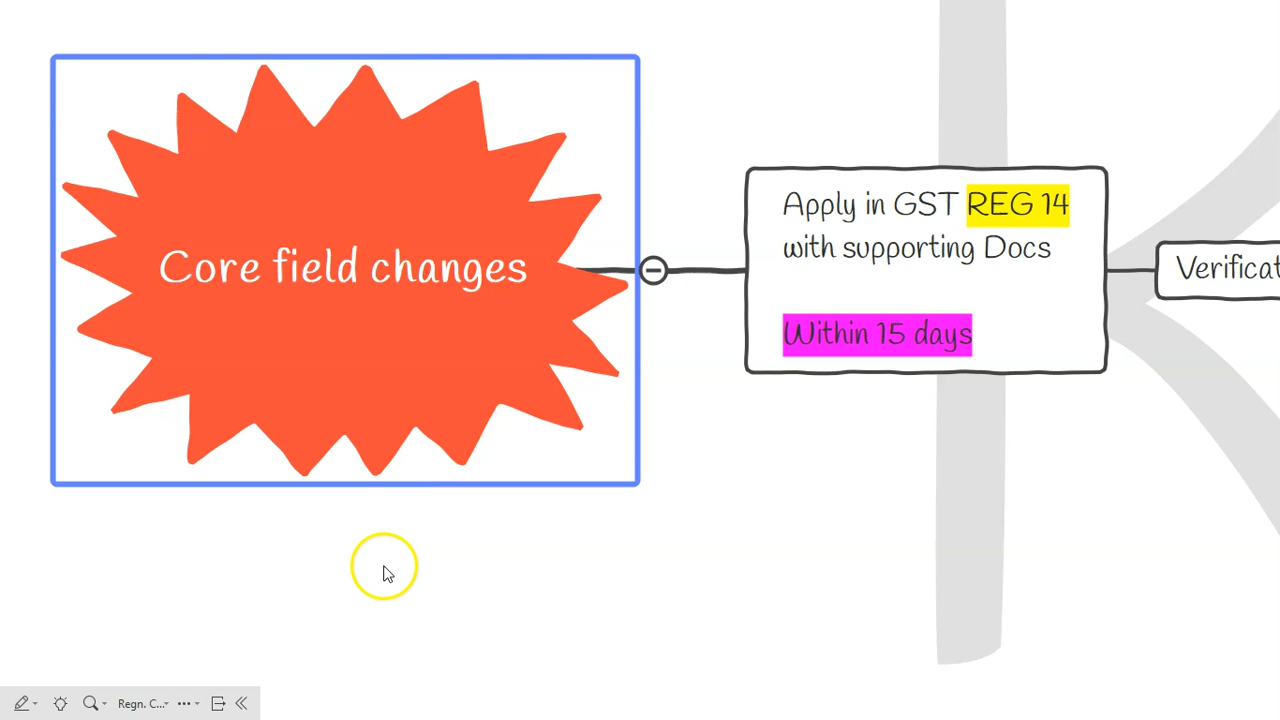 Core field changes
Apply in GST REG 14
with supporting Docs
Within 15 days
Verificat
Regn. C...